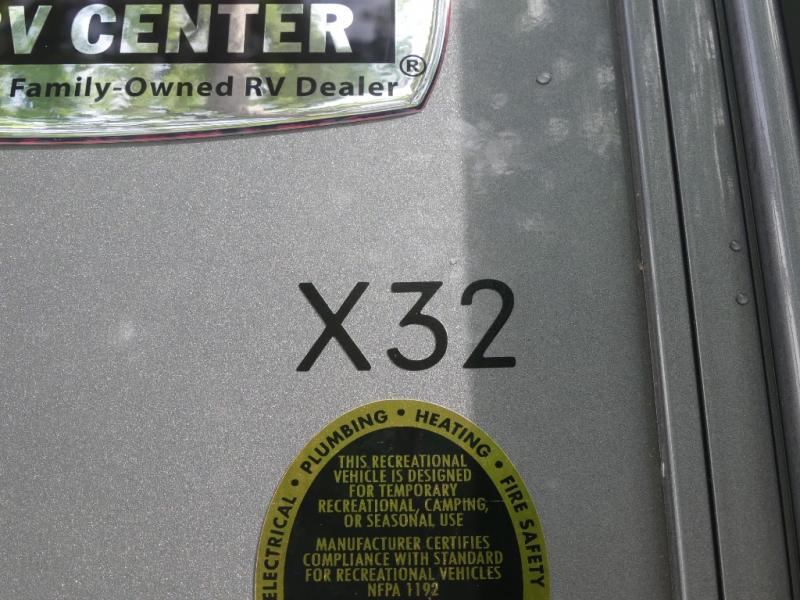 RV CENTER
Family-Owned RV Dealer®
X32
ELECTRICAL • PLUMBING • HEATING • FIRE SAFETY
THIS RECREATIONAL
VEHICLE IS DESIGNED
FOR TEMPORARY
RECREATIONAL, CAMPING,
OR SEASONAL USE
MANUFACTURER CERTIFIES
COMPLIANCE WITH STANDARD
FOR RECREATIONAL VEHICLES
NFPA 1192